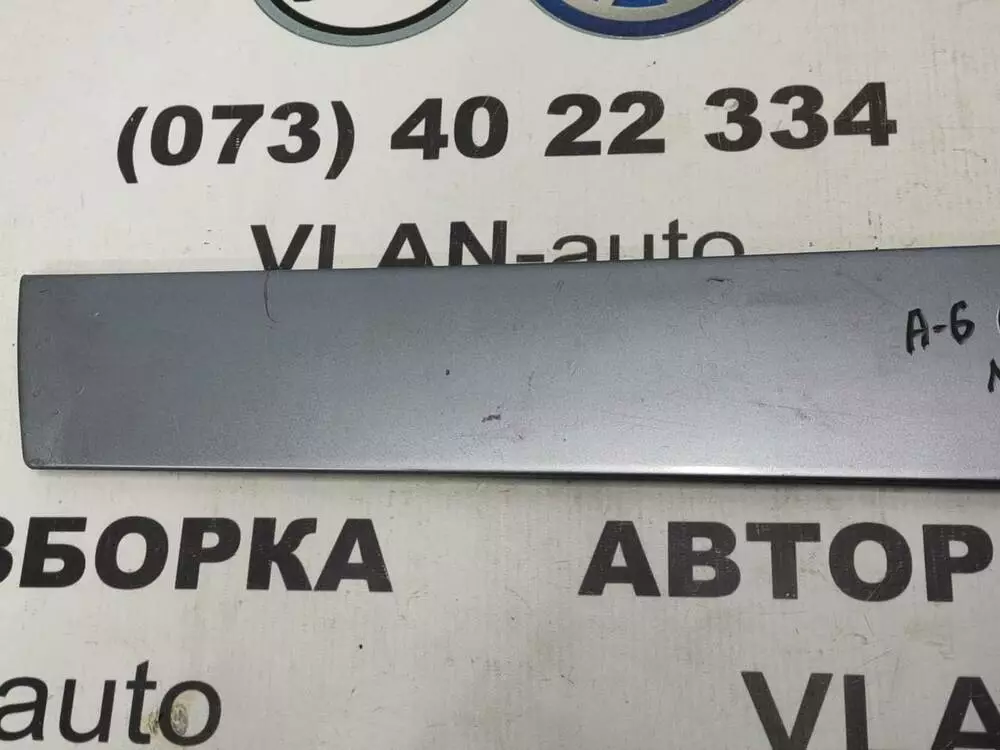 (073) 40 22 334
VLAN-auto
А-6
ЗБОРКА АВТОР
auto VLA